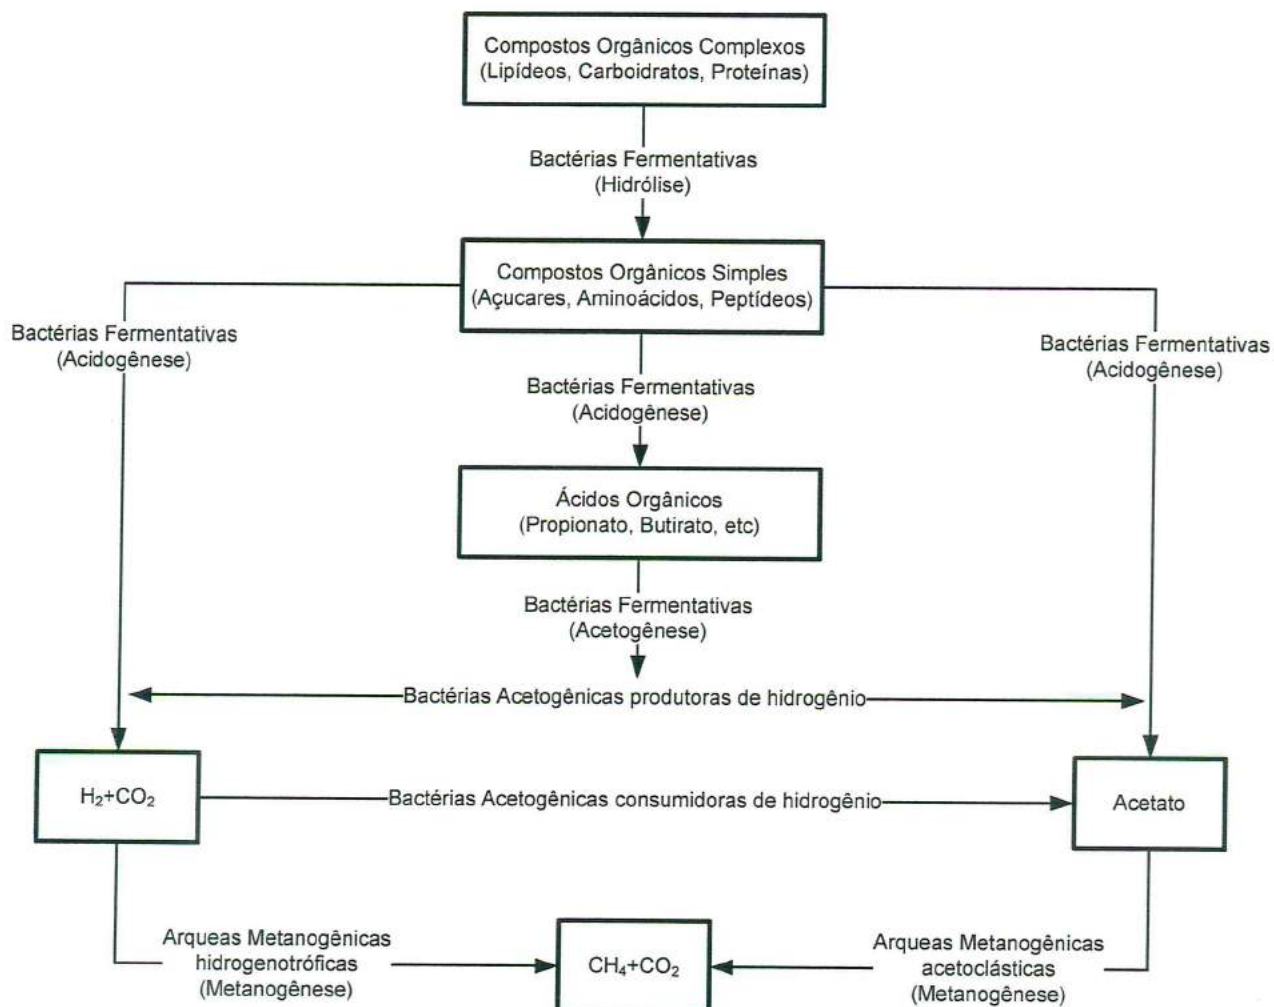 Compostos Orgânicos Complexos
(Lipídeos, Carboidratos, Proteínas)
Bactérias Fermentativas
(Hidrólise)
Compostos Orgânicos Simples
(Açucares, Aminoácidos, Peptídeos)
Bactérias Fermentativas
(Acidogênese)
Bactérias Fermentativas
(Acidogênese)
Bactérias Fermentativas
(Acidogênese)
Ácidos Orgânicos
(Propionato, Butirato, etc)
Bactérias Fermentativas
(Acetogênese)
Bactérias Acetogênicas produtoras de hidrogênio
H₂+CO₂
Bactérias Acetogênicas consumidoras de hidrogênio
Acetato
Arqueas Metanogênicas
hidrogenotróficas
(Metanogênese)
CH₄+CO₂
Arqueas Metanogênicas
acetoclásticas
(Metanogênese)